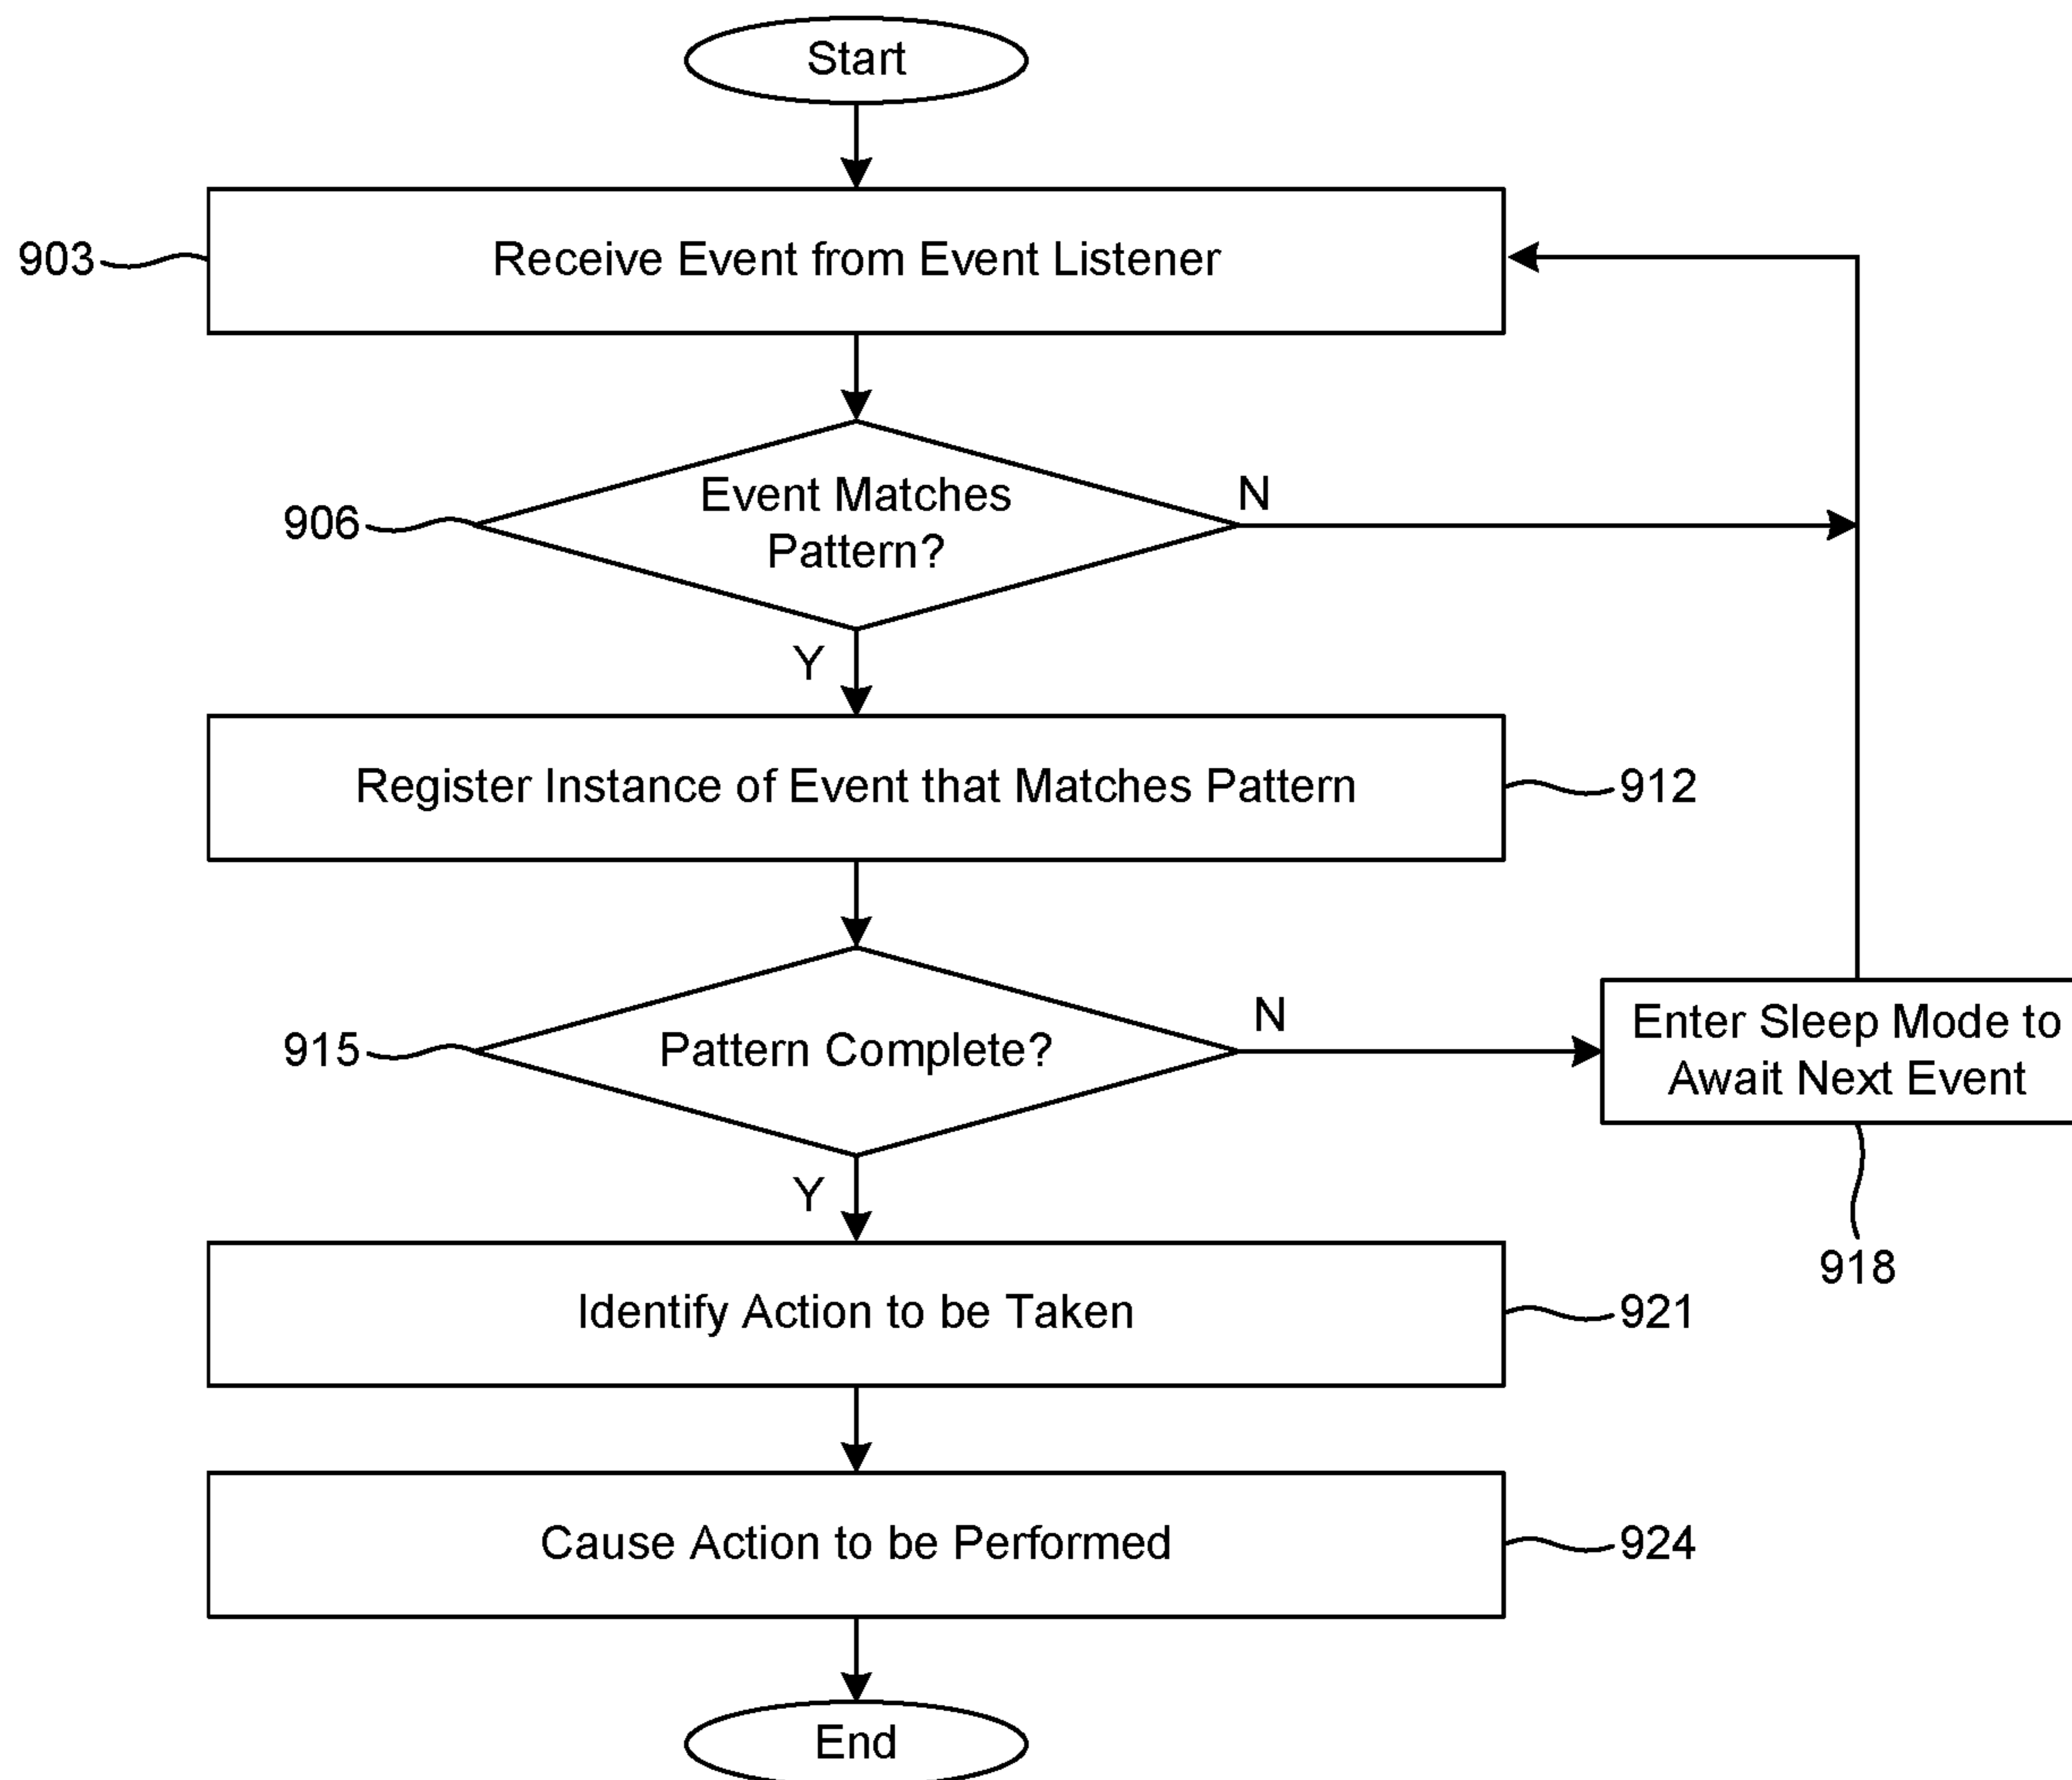 Start
903
Receive Event from Event Listener
906
Event Matches
Pattern?
N
Y
Register Instance of Event that Matches Pattern
912
915
Pattern Complete?
N
Enter Sleep Mode to
Await Next Event
918
Y
Identify Action to be Taken
921
Cause Action to be Performed
924
End